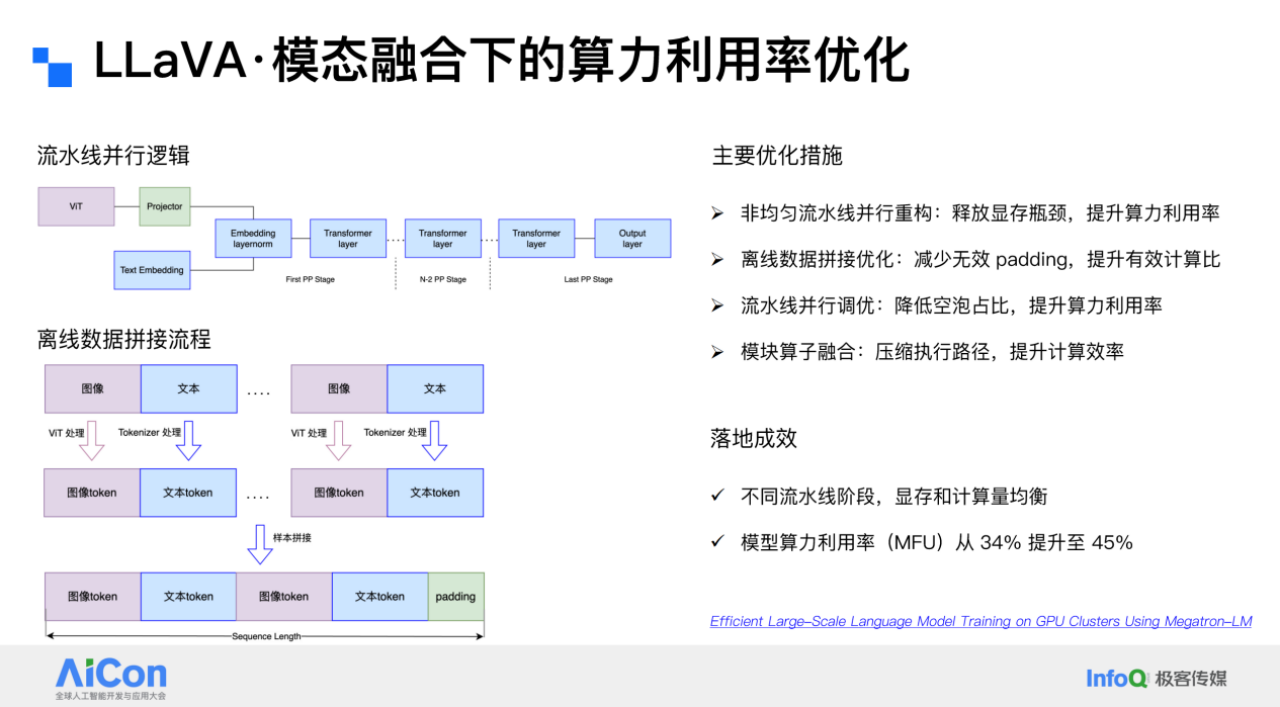 LLaVA·模态融合下的算力利用率优化
流水线并行逻辑
ViT
Projector
Text Embedding
Embedding
layernorm
Transformer
layer
Transformer
layer
Transformer
layer
Output
layer
First PP Stage
N-2 PP Stage
Last PP Stage
离线数据拼接流程
图像
文本
....
图像
文本
ViT 处理
Tokenizer 处理
ViT 处理
Tokenizer 处理
图像token
文本token
....
图像token
文本token
样本拼接
图像token
文本token
图像token
文本token
padding
Sequence Length
主要优化措施
非均匀流水线并行重构：释放显存瓶颈，提升算力利用率
离线数据拼接优化：减少无效 padding，提升有效计算比
流水线并行调优：降低空泡占比，提升算力利用率
模块算子融合：压缩执行路径，提升计算效率
落地成效
不同流水线阶段，显存和计算量均衡
模型算力利用率（MFU）从 34% 提升至 45%
Efficient Large–Scale Language Model Training on GPU Clusters Using Megatron–LM
AiCon
全球人工智能开发与应用大会
InfoQ 极客传媒